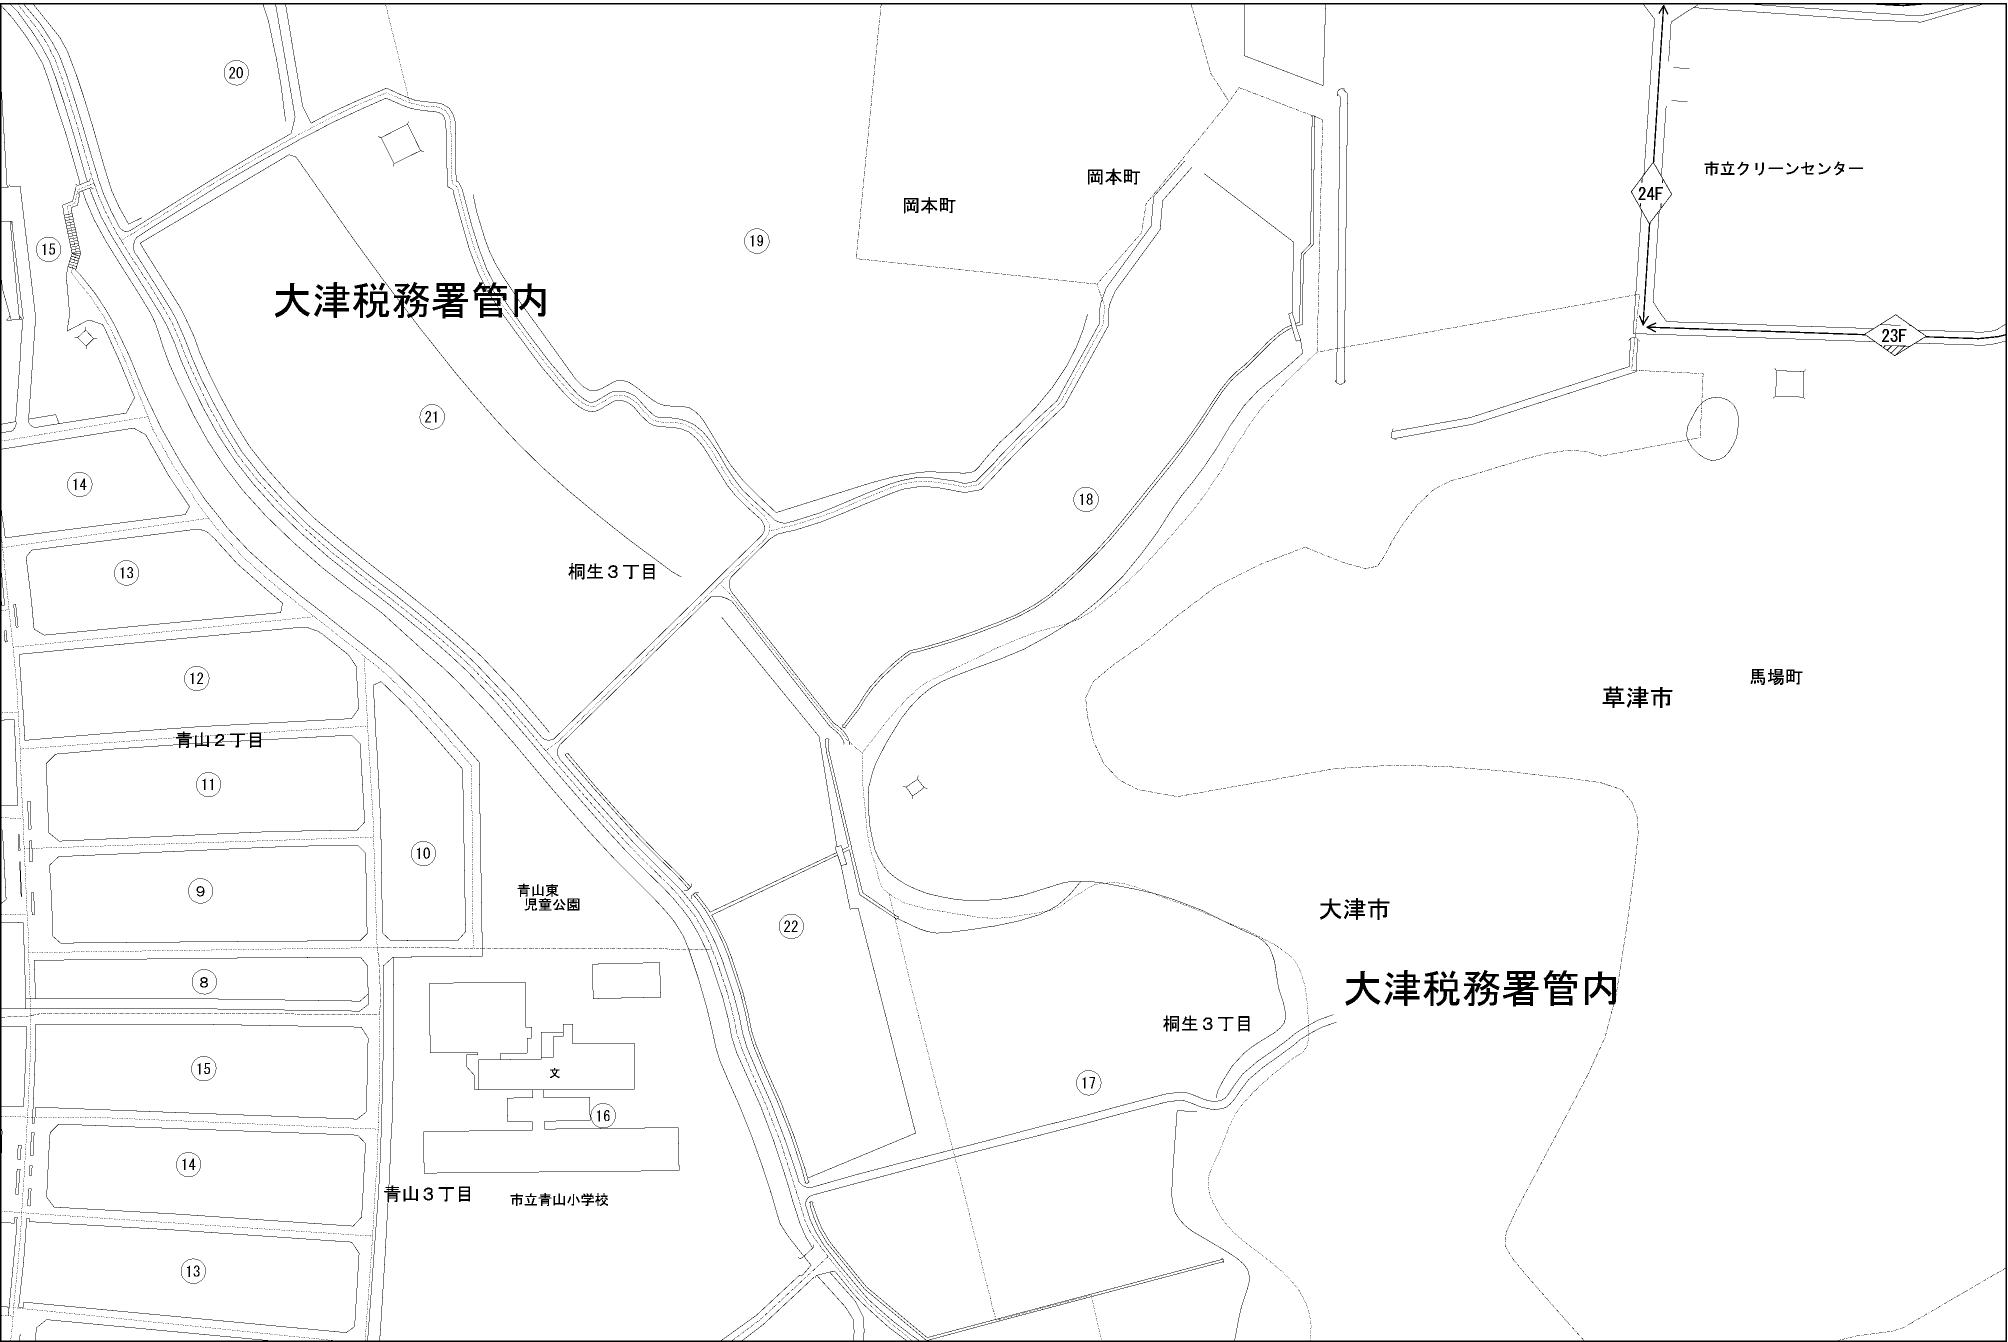 20
市立クリーンセンター
岡本町
24F
岡本町
19
15
大津税務署管内
23F
21
14
18
桐生３丁目
13
12
馬場町
草津市
青山２丁目
11
10
9
青山東
児童公園
大津市
22
8
大津税務署管内
桐生３丁目
15
文
17
16
14
青山３丁目
市立青山小学校
13